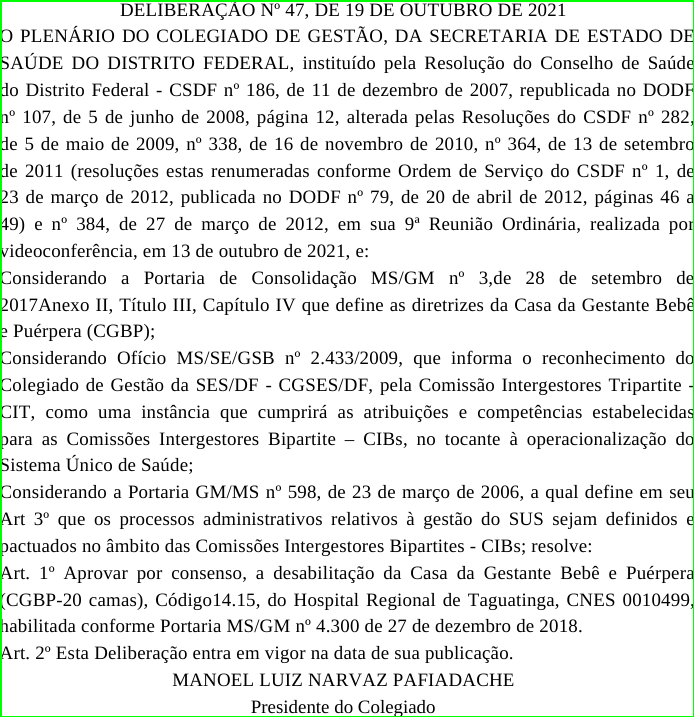 DELIBERAÇÃO Nº 47, DE 19 DE OUTUBRO DE 2021
O PLENÁRIO DO COLEGIADO DE GESTÃO, DA SECRETARIA DE ESTADO DE
SAÚDE DO DISTRITO FEDERAL, instituído pela Resolução do Conselho de Saúde
do Distrito Federal - CSDF nº 186, de 11 de dezembro de 2007, republicada no DODF
nº 107, de 5 de junho de 2008, página 12, alterada pelas Resoluções do CSDF nº 282,
de 5 de maio de 2009, nº 338, de 16 de novembro de 2010, nº 364, de 13 de setembro
de 2011 (resoluções estas renumeradas conforme Ordem de Serviço do CSDF nº 1, de
23 de março de 2012, publicada no DODF nº 79, de 20 de abril de 2012, páginas 46 a
49) e nº 384, de 27 de março de 2012, em sua 9ª Reunião Ordinária, realizada por
videoconferência, em 13 de outubro de 2021, e:
Considerando a Portaria de Consolidação MS/GM nº 3,de 28 de setembro de
2017Anexo II, Título III, Capítulo IV que define as diretrizes da Casa da Gestante Bebê
e Puérpera (CGBP);
Considerando Ofício MS/SE/GSB nº 2.433/2009, que informa o reconhecimento do
Colegiado de Gestão da SES/DF - CGSES/DF, pela Comissão Intergestores Tripartite -
CIT, como uma instância que cumprirá as atribuições e competências estabelecidas
para as Comissões Intergestores Bipartite – CIBs, no tocante à operacionalização do
Sistema Único de Saúde;
Considerando a Portaria GM/MS nº 598, de 23 de março de 2006, a qual define em seu
Art 3º que os processos administrativos relativos à gestão do SUS sejam definidos e
pactuados no âmbito das Comissões Intergestores Bipartites - CIBs; resolve:
Art. 1º Aprovar por consenso, a desabilitação da Casa da Gestante Bebê e Puérpera
(CGBP-20 camas), Código14.15, do Hospital Regional de Taguatinga, CNES 0010499,
habilitada conforme Portaria MS/GM nº 4.300 de 27 de dezembro de 2018.
Art. 2º Esta Deliberação entra em vigor na data de sua publicação.
MANOEL LUIZ NARVAZ PAFIADACHE
Presidente do Colegiado